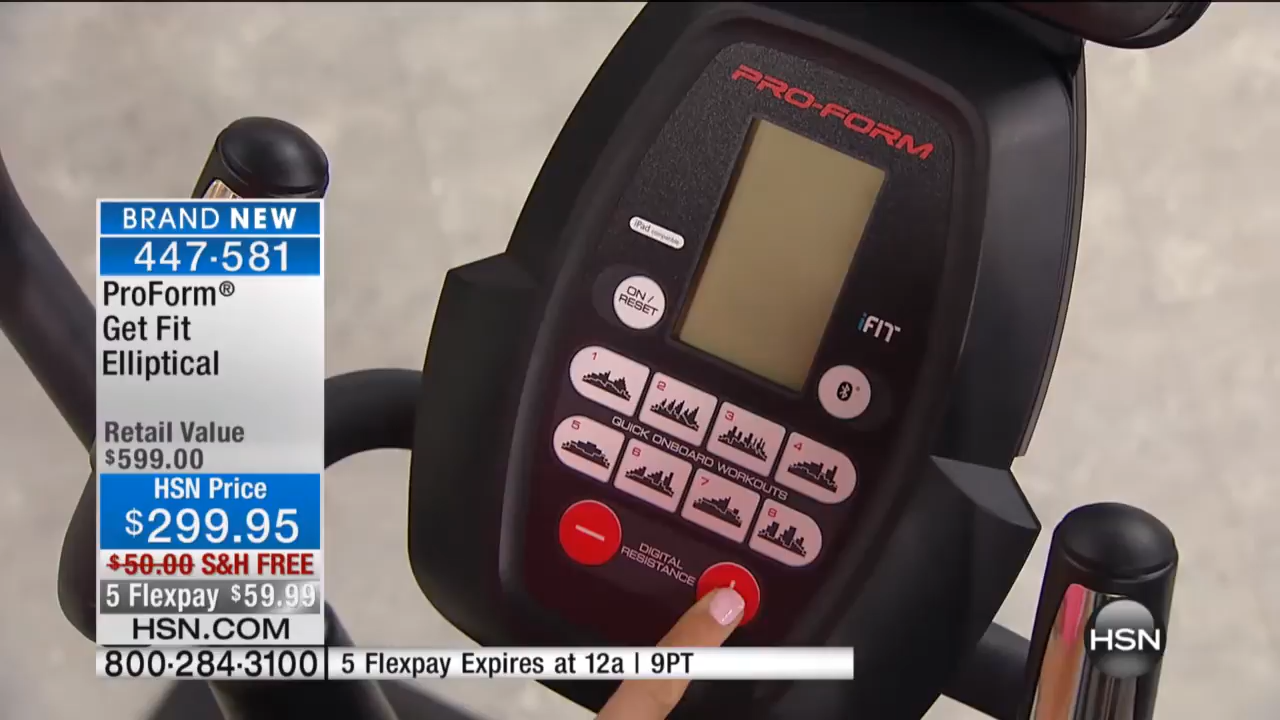 BRAND NEW
447-581
ProForm®
Get Fit
Elliptical
Retail Value
$599.00
HSN Price
$299.95
$50.00 S&H FREE
5 Flexpay $59.99
HSN.COM
800-284-3100
5 Flexpay Expires at 12a | 9PT
PRO-FORM
iPad compatible
ON /
RESET
iFIT
1
2
3
4
QUICK ONBOARD WORKOUTS
5
6
7
8
−
DIGITAL
RESISTANCE
HSN